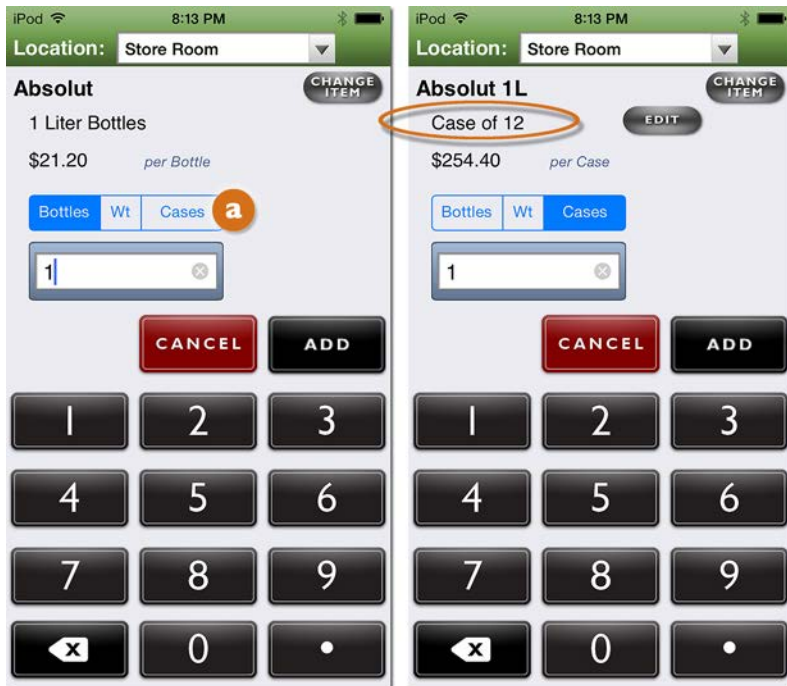 iPod 8:13 PM
Location: Store Room
Absolut CHANGE ITEM
1 Liter Bottles
$21.20 per Bottle
Bottles Wt Cases a
1
CANCEL ADD
1 2 3
4 5 6
7 8 9
x 0 •
iPod 8:13 PM
Location: Store Room
Absolut 1L CHANGE ITEM
Case of 12 EDIT
$254.40 per Case
Bottles Wt Cases
1
CANCEL ADD
1 2 3
4 5 6
7 8 9
x 0 •